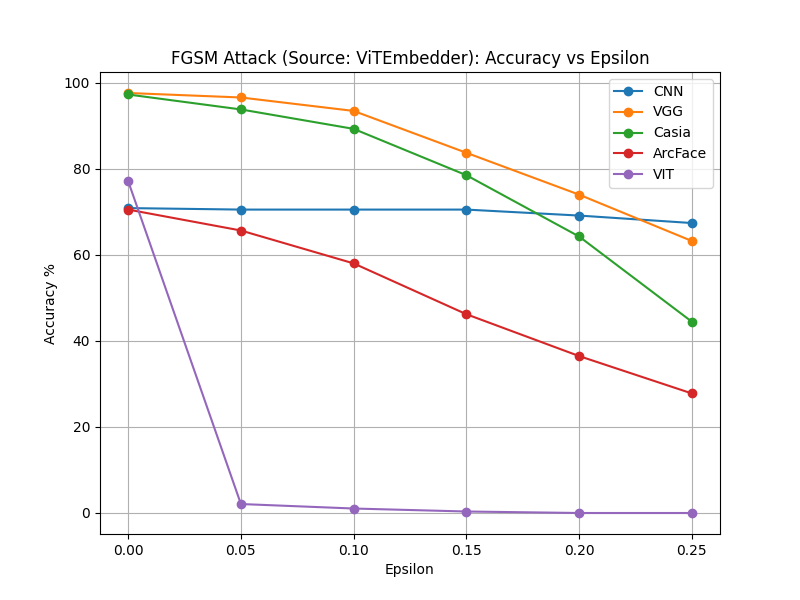 FGSM Attack (Source: ViTEmbedder): Accuracy vs Epsilon
CNN
VGG
Casia
ArcFace
VIT
Accuracy %
100
80
60
40
20
0
0.00 0.05 0.10 0.15 0.20 0.25
Epsilon